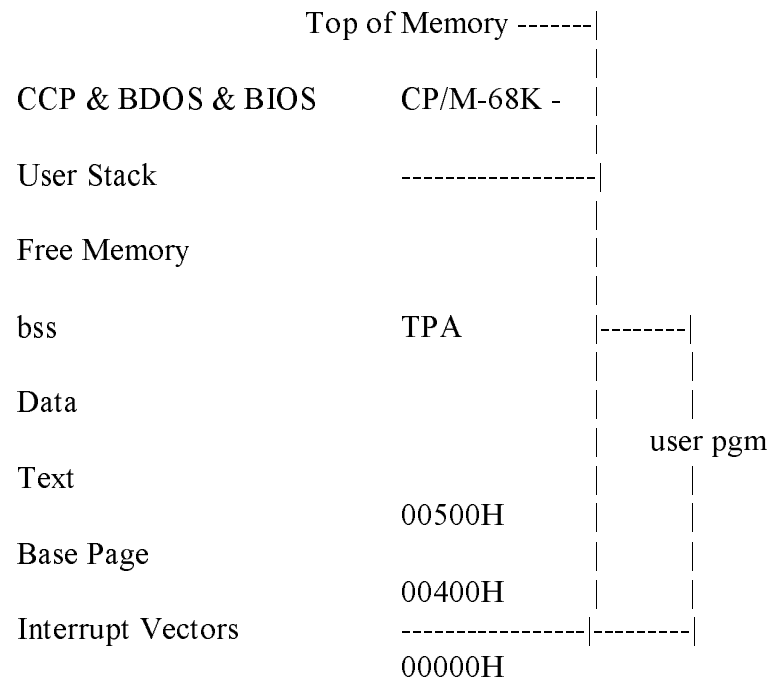 Top of Memory -------|
CCP & BDOS & BIOS CP/M-68K -
User Stack ------------------|
Free Memory
bss TPA |--------|
Data
user pgm
Text
00500H
Base Page
00400H
Interrupt Vectors -----------------|---------|
00000H